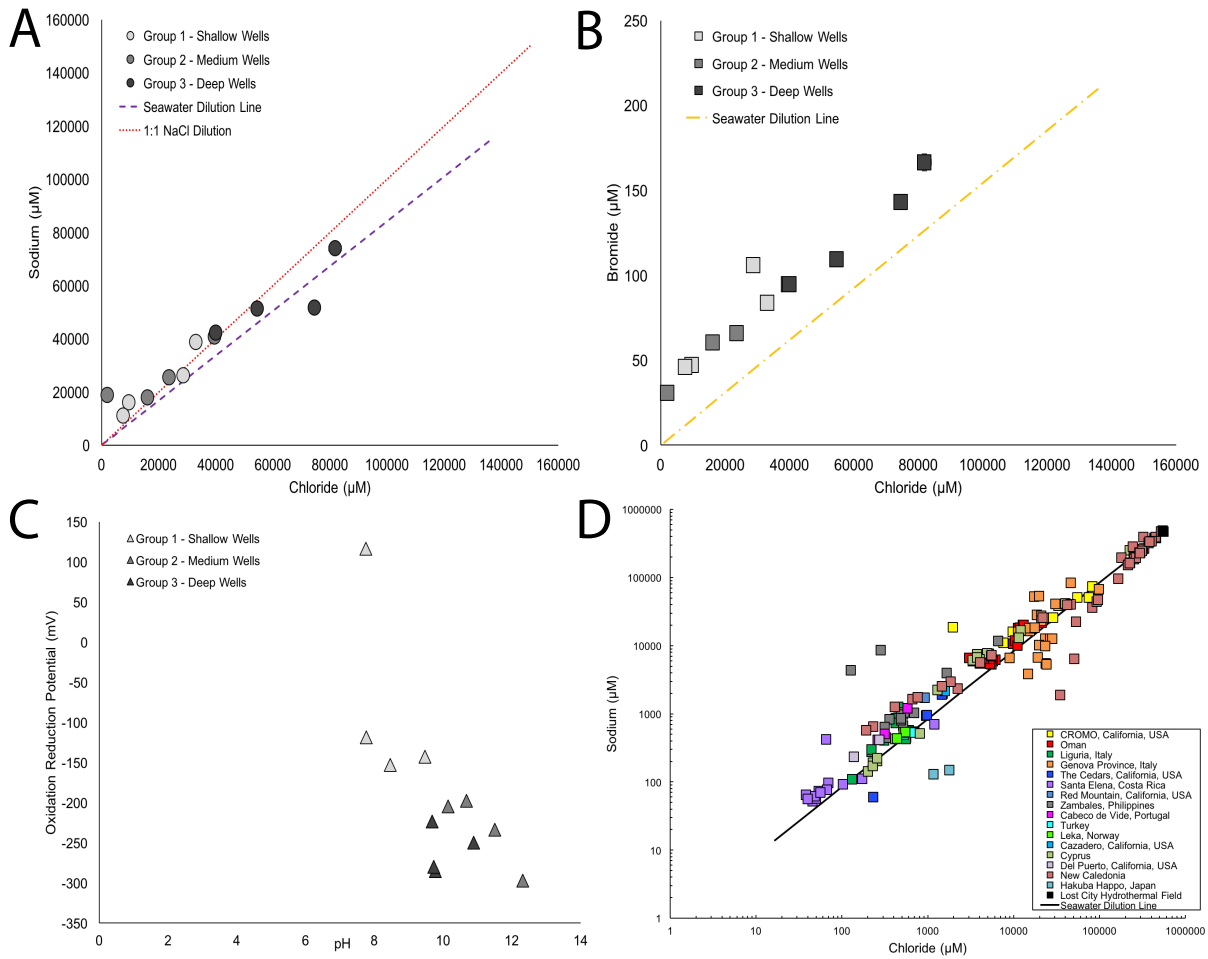 A
160000
140000
120000
100000
80000
60000
40000
20000
0
Sodium (µM)
Group 1 - Shallow Wells
Group 2 - Medium Wells
Group 3 - Deep Wells
Seawater Dilution Line
1:1 NaCl Dilution
0 20000 40000 60000 80000 100000 120000 140000 160000
Chloride (µM)
B
250
200
150
100
50
0
Bromide (µM)
Group 1 - Shallow Wells
Group 2 - Medium Wells
Group 3 - Deep Wells
Seawater Dilution Line
0 20000 40000 60000 80000 100000 120000 140000 160000
Chloride (µM)
C
150
100
50
0
-50
-100
-150
-200
-250
-300
-350
Oxidation Reduction Potential (mV)
Group 1 - Shallow Wells
Group 2 - Medium Wells
Group 3 - Deep Wells
0 2 4 6 8 10 12 14
pH
D
1000000
100000
10000
1000
100
10
1
Sodium (µM)
CROMO, California, USA
Oman
Liguria, Italy
Genova Province, Italy
The Cedars, California, USA
Santa Elena, Costa Rica
Red Mountain, California, USA
Zambales, Philippines
Cabeco de Vide, Portugal
Turkey
Leka, Norway
Cazadero, California, USA
Cyprus
Del Puerto, California, USA
New Caledonia
Hakuba Happo, Japan
Lost City Hydrothermal Field
Seawater Dilution Line
1 10 100 1000 10000 100000 1000000
Chloride (µM)